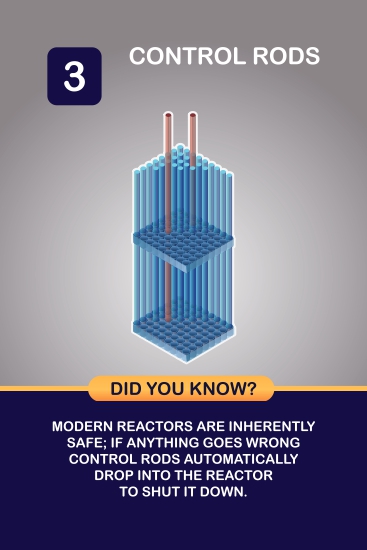 3
CONTROL RODS
DID YOU KNOW?
MODERN REACTORS ARE INHERENTLY
SAFE; IF ANYTHING GOES WRONG
CONTROL RODS AUTOMATICALLY
DROP INTO THE REACTOR
TO SHUT IT DOWN.